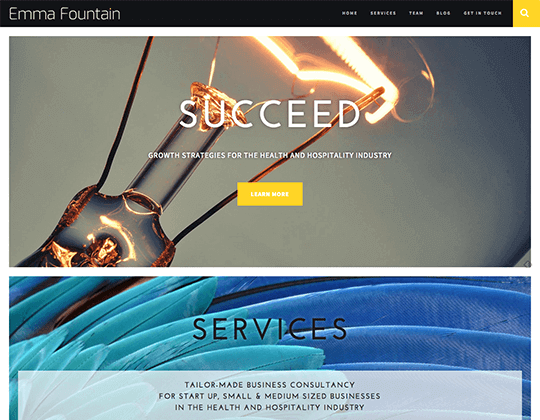 Emma Fountain
HOME SERVICES TEAM BLOG GET IN TOUCH
SUCCEED
GROWTH STRATEGIES FOR THE HEALTH AND HOSPITALITY INDUSTRY
LEARN MORE
SERVICES
TAILOR-MADE BUSINESS CONSULTANCY
FOR START UP, SMALL & MEDIUM SIZED BUSINESSES
IN THE HEALTH AND HOSPITALITY INDUSTRY